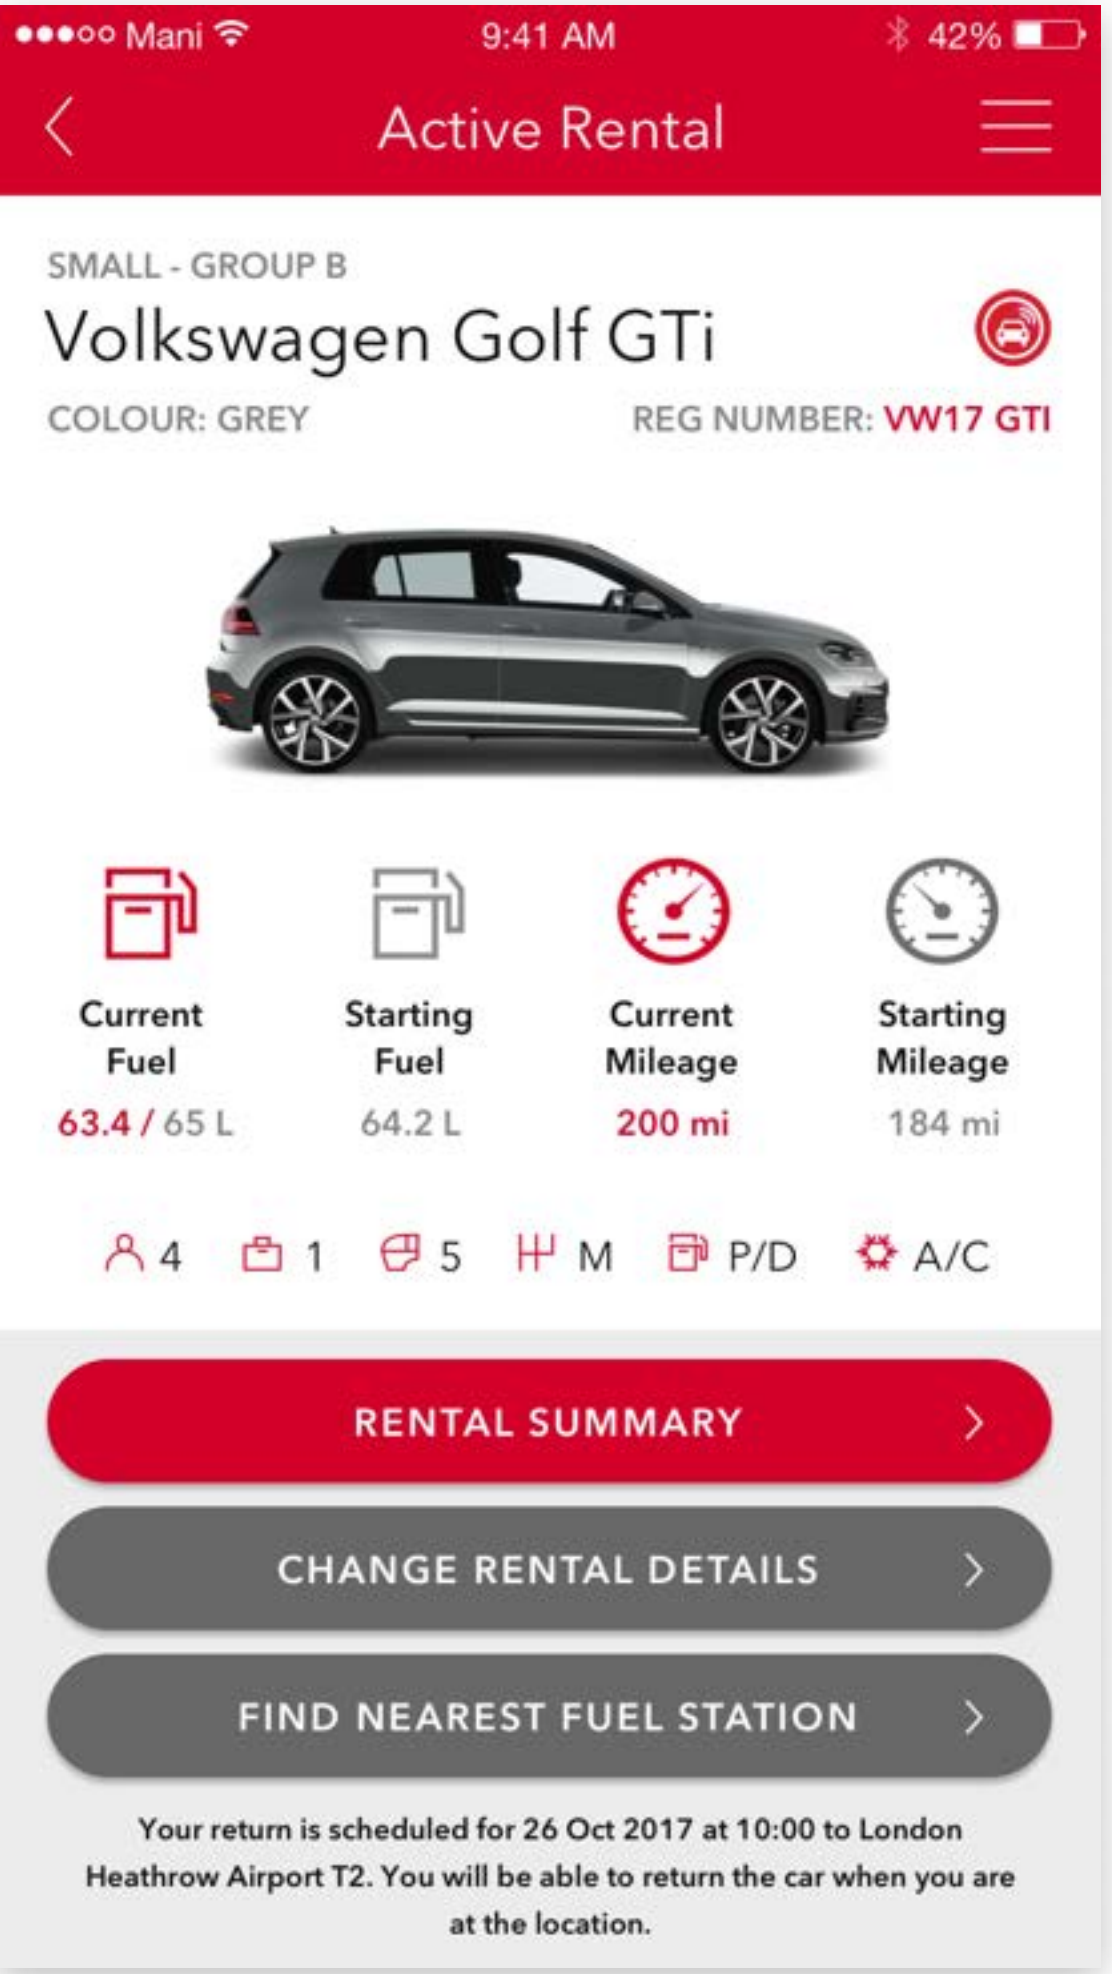 Mani 9:41 AM 42%
Active Rental
SMALL - GROUP B
Volkswagen Golf GTi
COLOUR: GREY REG NUMBER: VW17 GTI
Current Starting Current Starting
Fuel Fuel Mileage Mileage
63.4 / 65 L 64.2 L 200 mi 184 mi
4 1 5 M P/D A/C
RENTAL SUMMARY
CHANGE RENTAL DETAILS
FIND NEAREST FUEL STATION
Your return is scheduled for 26 Oct 2017 at 10:00 to London
Heathrow Airport T2. You will be able to return the car when you are
at the location.